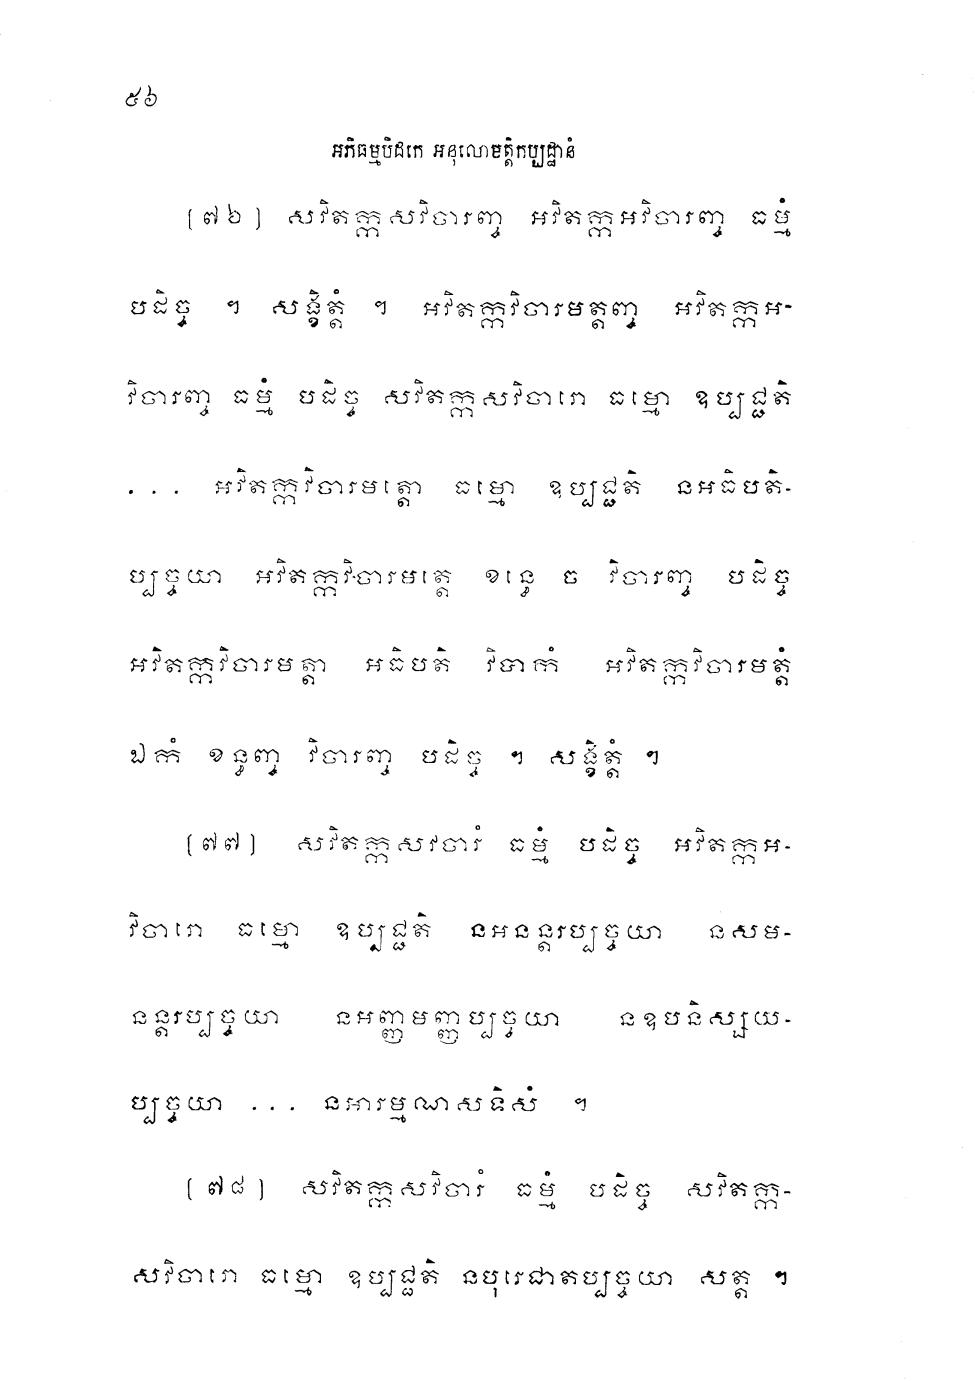 ៥៦
អភិធម្មបិដកេ អនុលោមត្តិកប្បដ្ឋានំ
[៧៦] សវិតក្កសវិចារញ្ច អវិតក្កអវិចារញ្ច ធម្មំ
បដិច្ច ។ សង្ខិត្តំ ។ អវិតក្កវិចារមត្តញ្ច អវិតក្កអ-
វិចារញ្ច ធម្មំ បដិច្ច សវិតក្កសវិចារោ ធម្មោ ឧប្បជ្ជតិ
... អវិតក្កវិចារមត្តោ ធម្មោ ឧប្បជ្ជតិ នអធិបតិ-
ប្បច្ចយា អវិតក្កវិចារមត្តេ ខន្ធេ ច វិចារញ្ច បដិច្ច
អវិតក្កវិចារមត្តា អធិបតិ វិបាកំ អវិតក្កវិចារមត្តំ
ឯកំ ខន្ធញ្ច វិចារញ្ច បដិច្ច ។ សង្ខិត្តំ ។
[៧៧] សវិតក្កសវចារំ ធម្មំ បដិច្ច អវិតក្កអ-
វិចារោ ធម្មោ ឧប្បជ្ជតិ នអនន្តរប្បច្ចយា នសម-
នន្តរប្បច្ចយា នអញ្ញមញ្ញប្បច្ចយា នឧបនិស្សយ-
ប្បច្ចយា ... នអារម្មណសទិសំ ។
[៧៨] សវិតក្កសវិចារំ ធម្មំ បដិច្ច សវិតក្ក-
សវិចារោ ធម្មោ ឧប្បជ្ជតិ នបុរេជាតប្បច្ចយា សត្ត ។